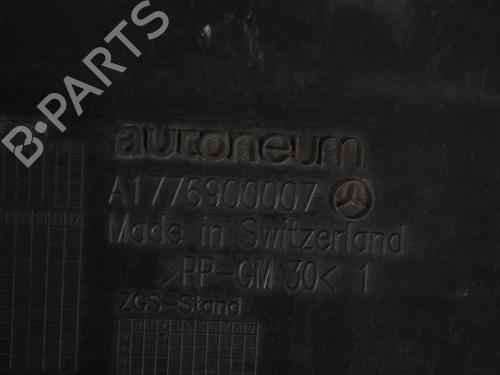 B-PARTS
autoneum
A1776900007
Made in Switzerland
>PP-GM 30< 1
ZGS-Stand